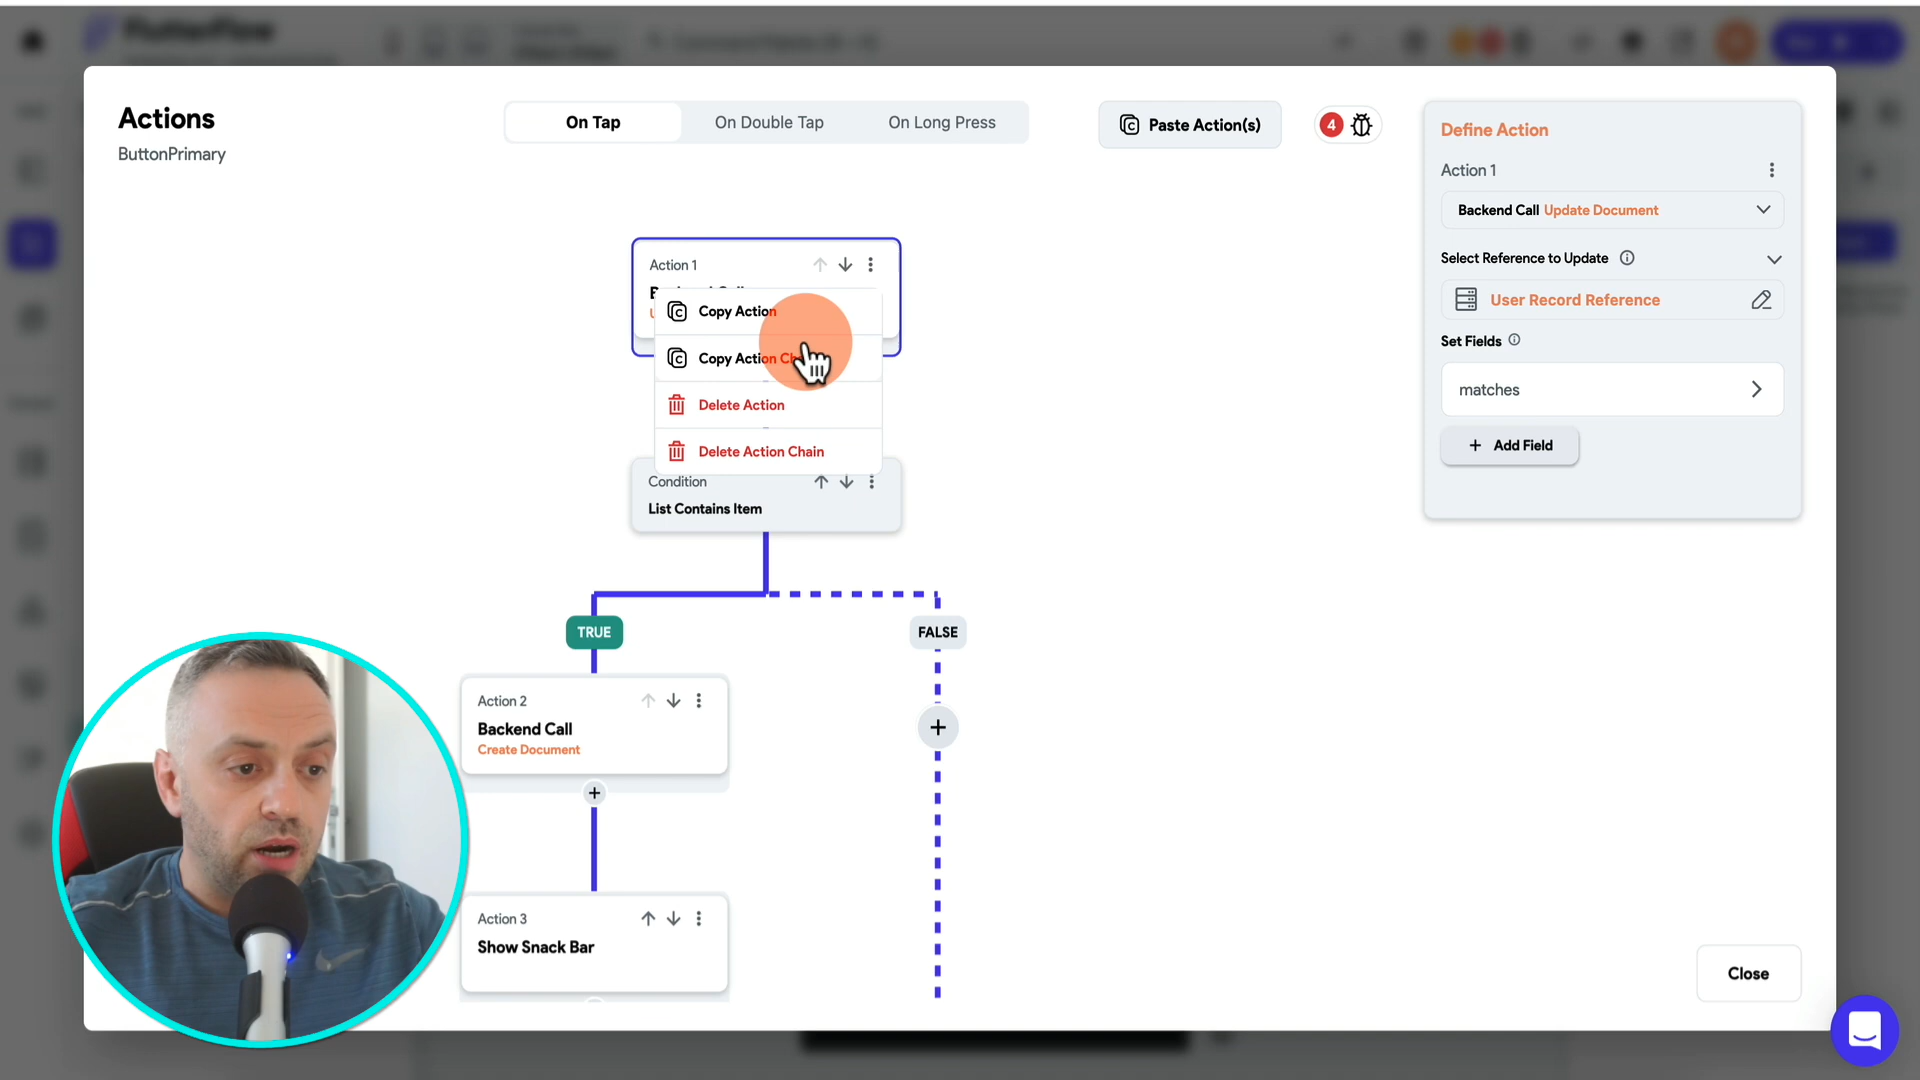 FlutterFlow
Actions
ButtonPrimary
On Tap
On Double Tap
On Long Press
Paste Action(s)
4
Define Action
Action 1
Backend Call Update Document
Select Reference to Update
User Record Reference
Set Fields
matches
Add Field
Action 1
Copy Action
Copy Action
Delete Action
Delete Action Chain
Condition
List Contains Item
TRUE
FALSE
Action 2
Backend Call
Create Document
Action 3
Show Snack Bar
Close